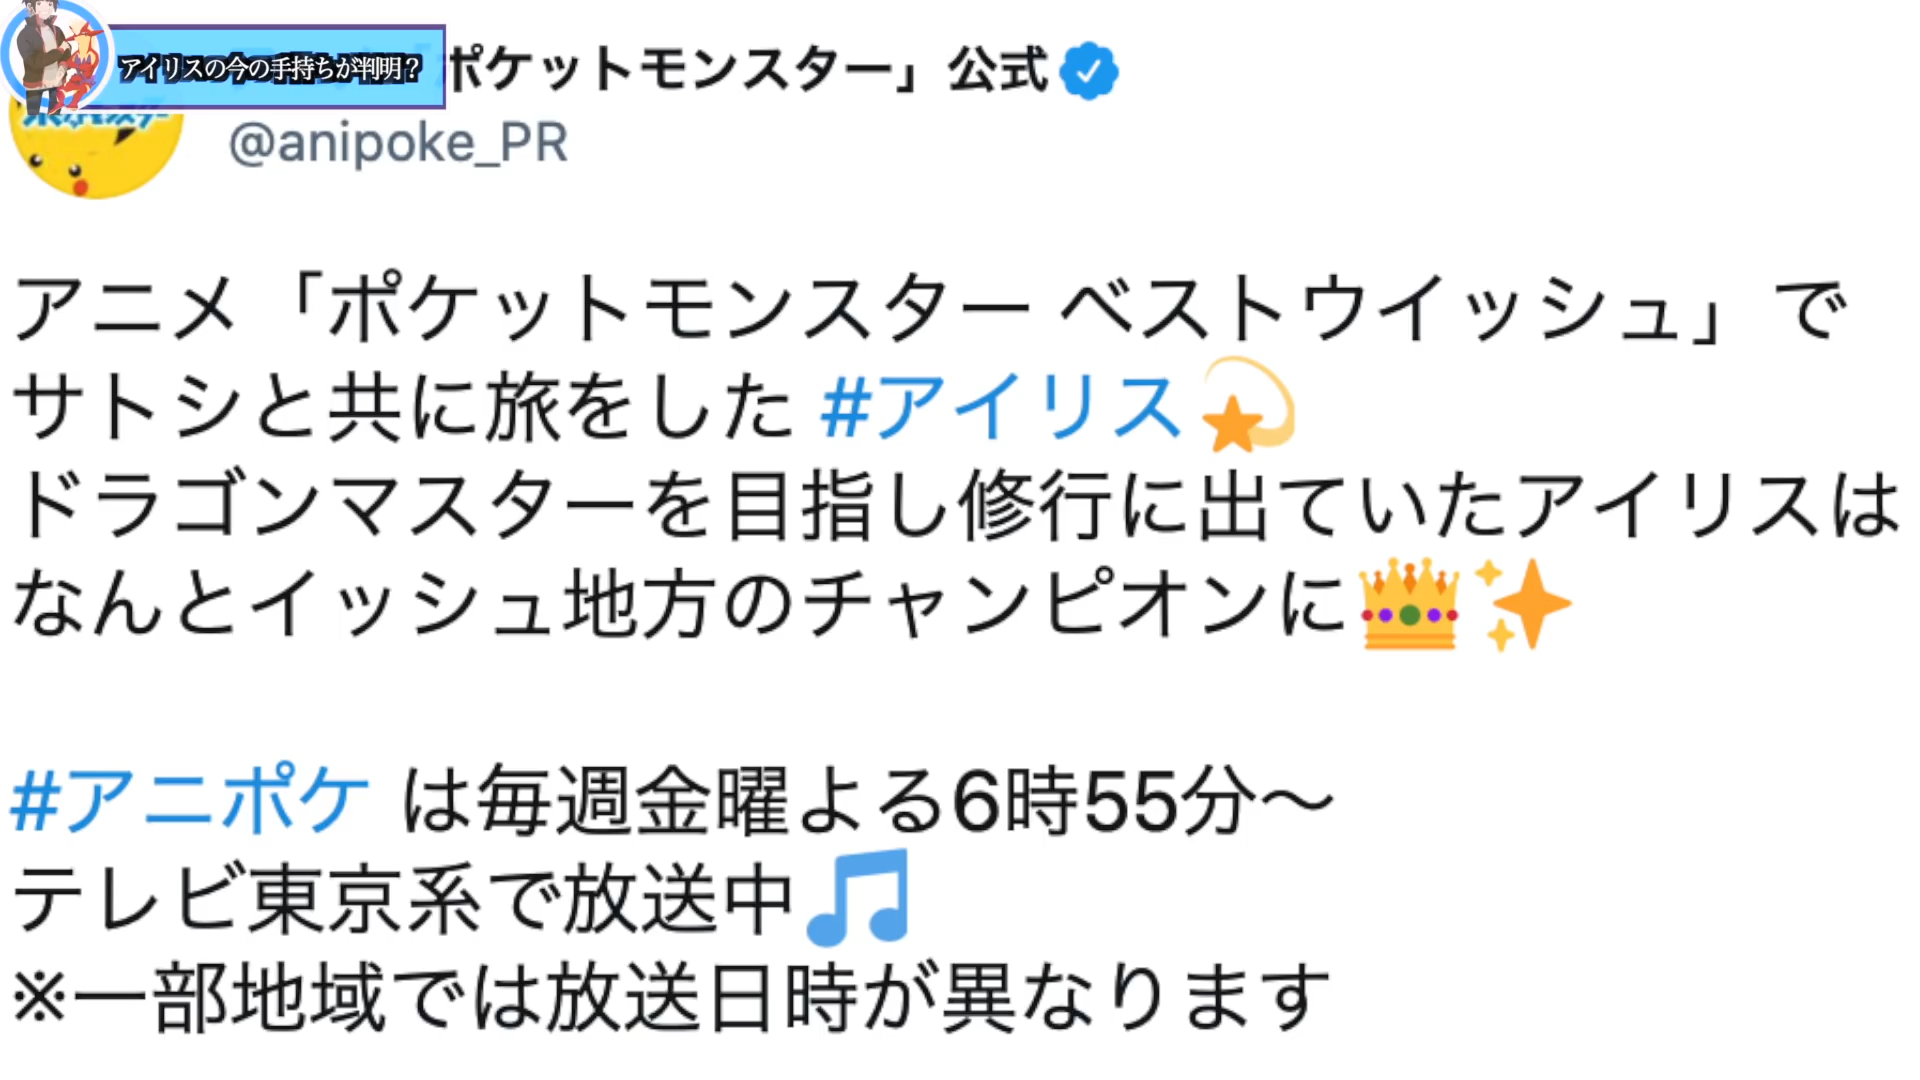 アイリスの今の手持ちが判明？
ポケットモンスター」公式
@anipoke_PR
アニメ「ポケットモンスター ベストウイッシュ」で
サトシと共に旅をした #アイリス💫
ドラゴンマスターを目指し修行に出ていたアイリスは
なんとイッシュ地方のチャンピオンに👑✨
#アニポケ は毎週金曜よる6時55分〜
テレビ東京系で放送中🎵
※一部地域では放送日時が異なります